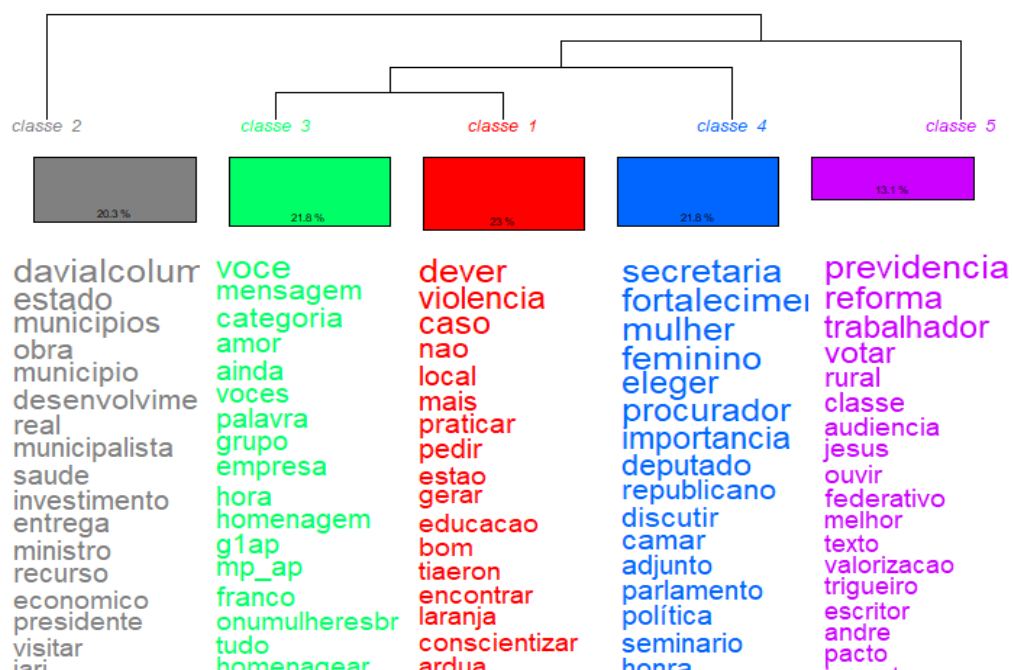 classe 2
classe 3
classe 1
classe 4
classe 5
20.3 %
21.8 %
23 %
21.8 %
13.1 %
davialcolum
estado
municipios
obra
municipio
desenvolvime
real
municipalista
saude
investimento
entrega
ministro
recurso
economico
presidente
visitar
jari
voce
mensagem
categoria
amor
ainda
voces
palavra
grupo
empresa
hora
homenagem
g1ap
mp_ap
franco
onumulheresbr
tudo
homenagear
dever
violencia
caso
nao
local
mais
praticar
pedir
estao
gerar
educacao
bom
tiaeron
encontrar
laranja
conscientizar
ardua
secretaria
fortalecimen
mulher
feminino
eleger
procurador
importancia
deputado
republicano
discutir
camar
adjunto
parlamento
política
seminario
honra
previdencia
reforma
trabalhador
votar
rural
classe
audiencia
jesus
ouvir
federativo
melhor
texto
valorizacao
trigueiro
escritor
andre
pacto